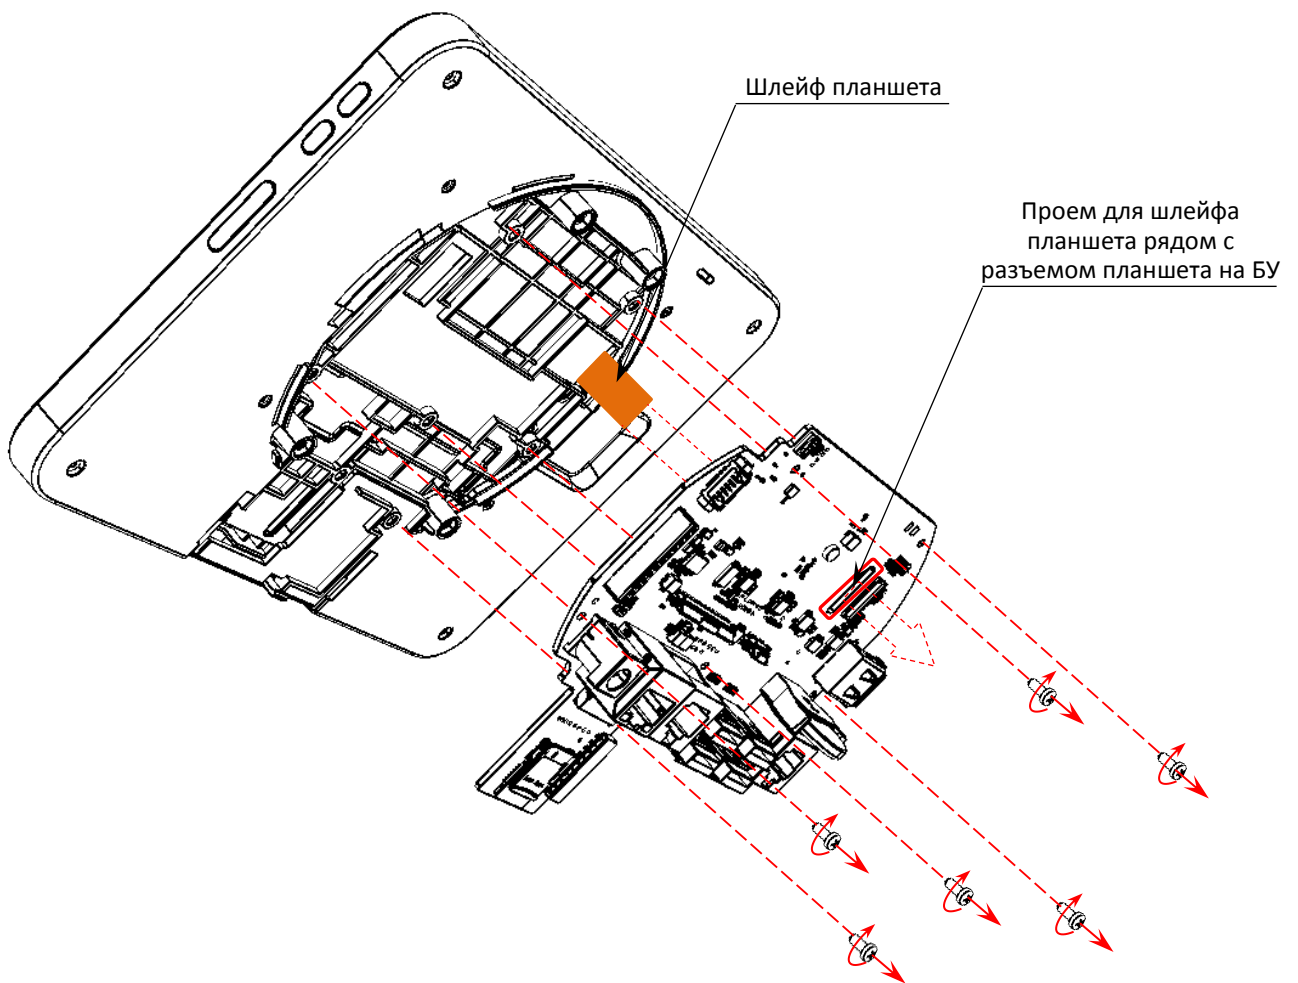 Шлейф планшета
Проем для шлейфа
планшета рядом с
разъемом планшета на БУ